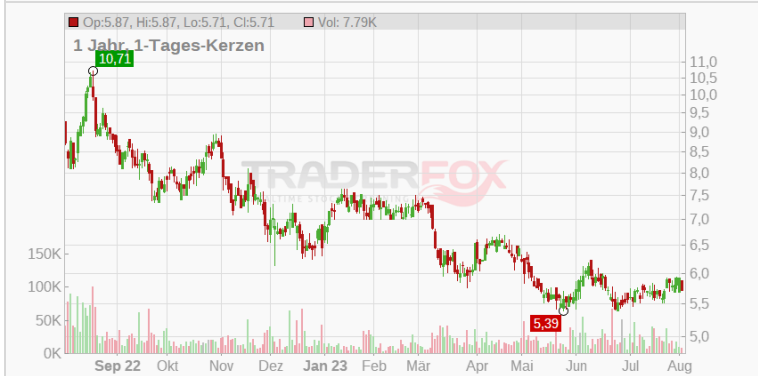 Op:5.87, Hi:5.87, Lo:5.71, Cl:5.71 Vol: 7.79K
1 Jahr, 1-Tages-Kerzen
10,71
11,0
10,5
10,0
9,5
9,0
8,5
8,0
TRADERFOX
7,5
7,0
6,5
150K
6,0
100K
5,5
5,39
50K
5,0
0K
Sep 22 Okt Nov Dez Jan 23 Feb Mär Apr Mai Jun Jul Aug